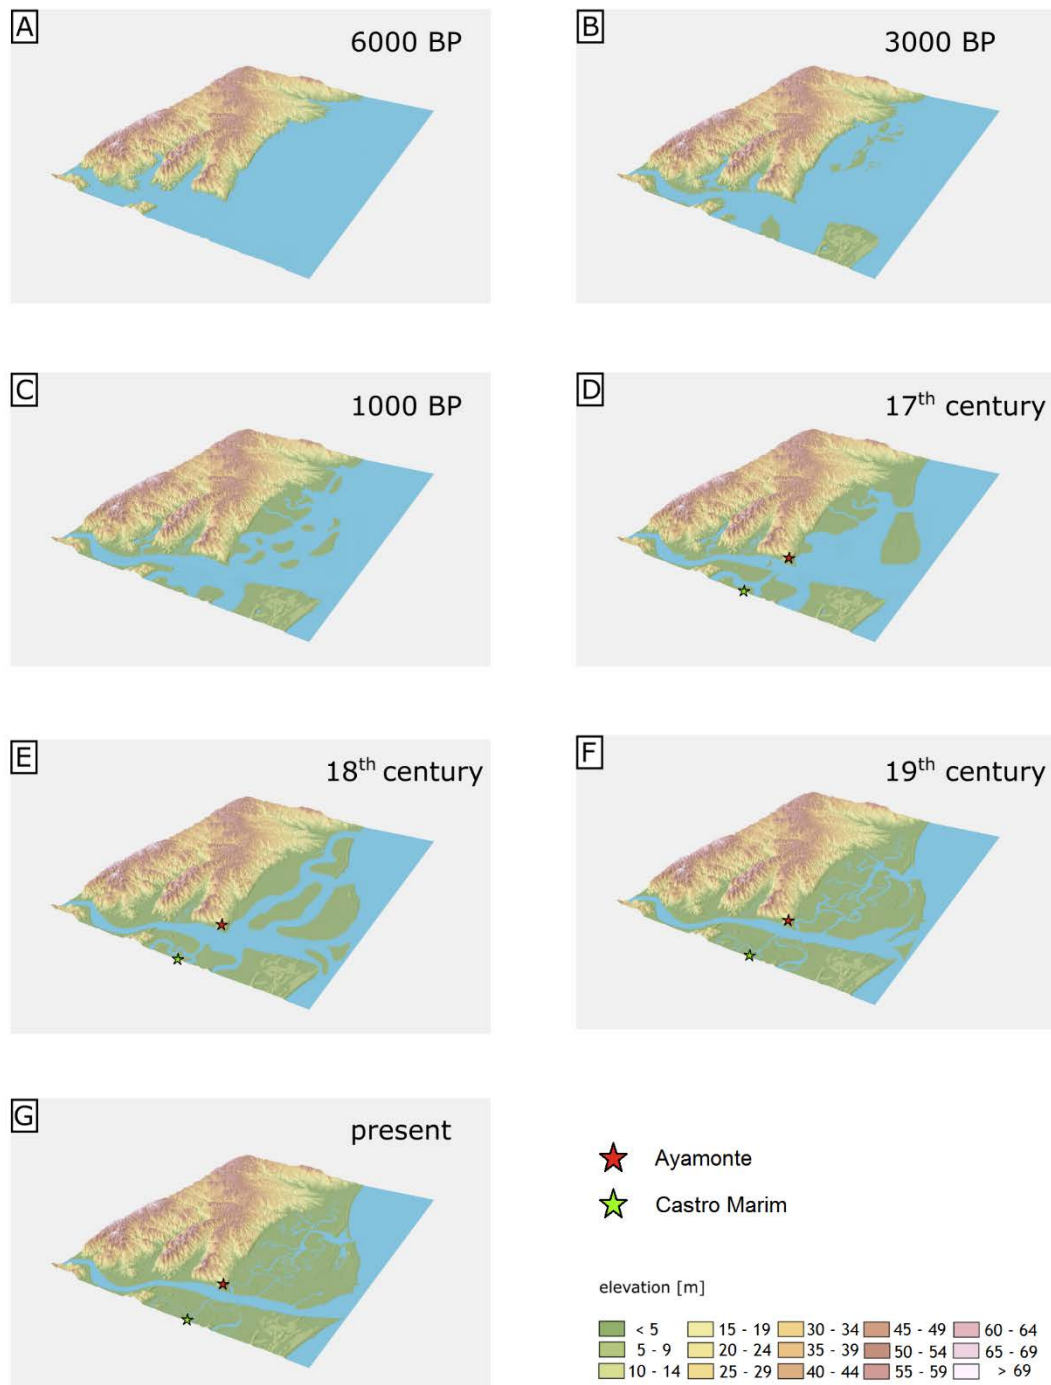 A
6000 BP
B
3000 BP
C
1000 BP
D
17th century
E
18th century
F
19th century
G
present
Ayamonte
Castro Marim
elevation [m]
< 5
15 - 19
30 - 34
45 - 49
60 - 64
5 - 9
20 - 24
35 - 39
50 - 54
65 - 69
10 - 14
25 - 29
40 - 44
55 - 59
> 69